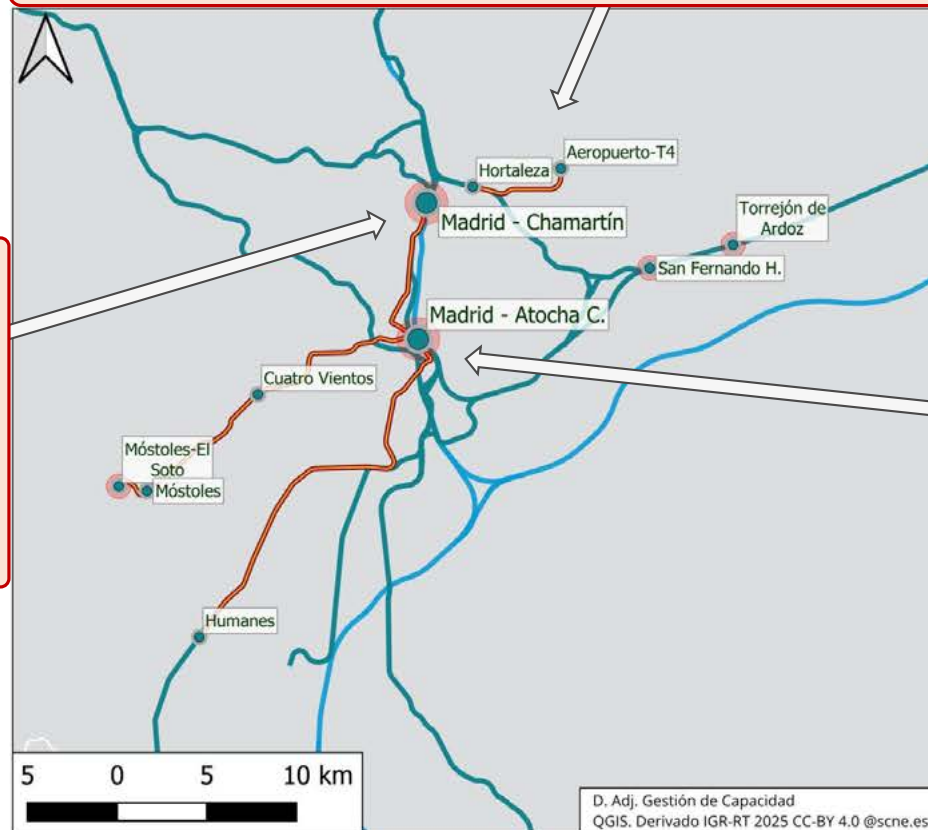 Aeropuerto-T4
Hortaleza
Madrid - Chamartín
Torrejón de
Ardoz
San Fernando H.
Madrid - Atocha C.
Cuatro Vientos
Móstoles-El
Soto
Móstoles
Humanes
5 0 5 10 km
D. Adj. Gestión de Capacidad
QGIS. Derivado IGR-RT 2025 CC-BY 4.0 @scne.es